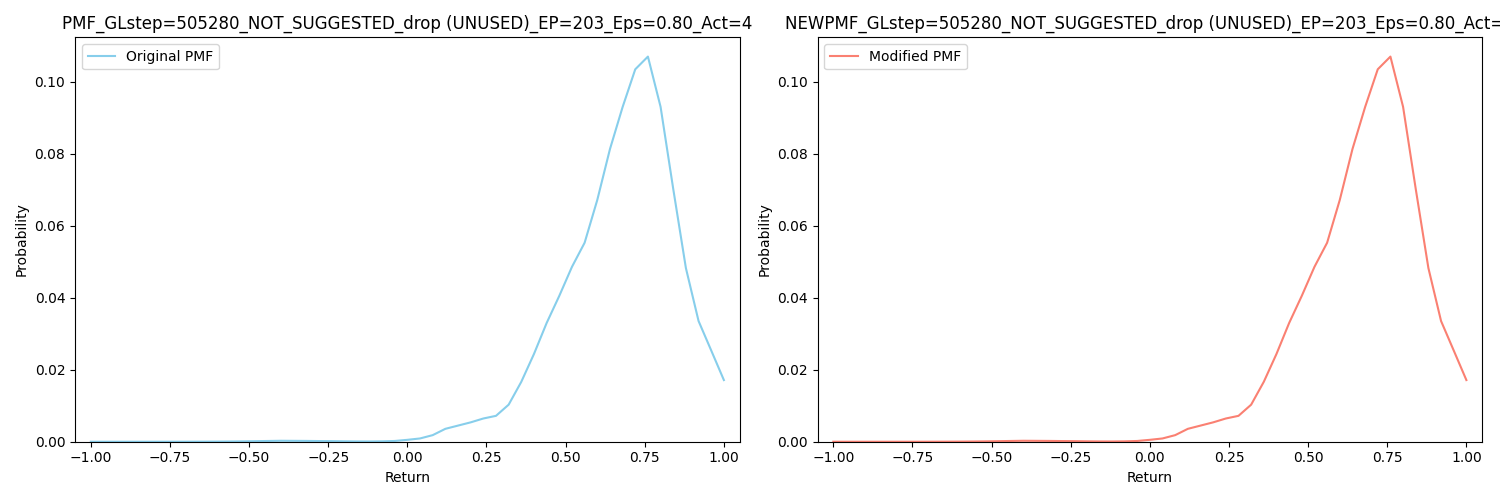 PMF_GLstep=505280_NOT_SUGGESTED_drop (UNUSED)_EP=203_Eps=0.80_Act=4
Original PMF
Probability
0.10
0.08
0.06
0.04
0.02
0.00
−1.00 −0.75 −0.50 −0.25 0.00 0.25 0.50 0.75 1.00
Return
NEWPMF_GLstep=505280_NOT_SUGGESTED_drop (UNUSED)_EP=203_Eps=0.80_Act=
Modified PMF
Probability
0.10
0.08
0.06
0.04
0.02
0.00
−1.00 −0.75 −0.50 −0.25 0.00 0.25 0.50 0.75 1.00
Return